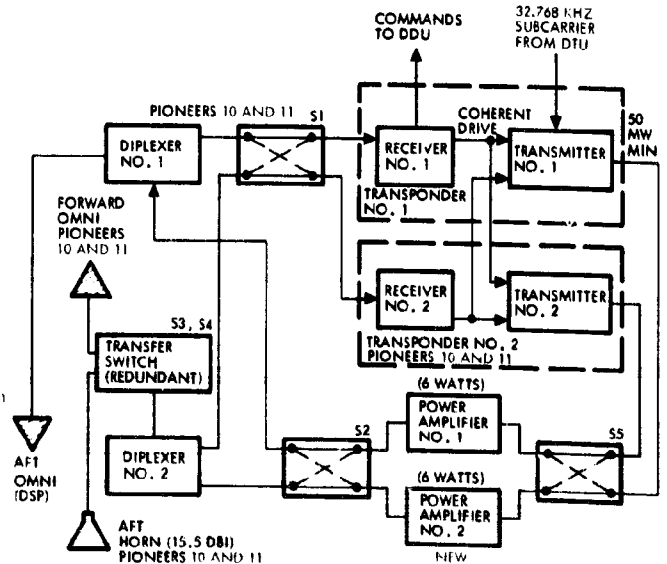 COMMANDS
TO DDU
32.768 KHZ
SUBCARRIER
FROM DTU
PIONEERS 10 AND 11
S1
DIPLEXER
NO. 1
RECEIVER
NO. 1
COHERENT
DRIVE
TRANSMITTER
NO. 1
50
MW
MIN
TRANSPONDER
NO. 1
FORWARD
OMNI
PIONEERS
10 AND 11
RECEIVER
NO. 2
TRANSMITTER
NO. 2
TRANSPONDER NO. 2
PIONEERS 10 AND 11
S3, S4
TRANSFER
SWITCH
(REDUNDANT)
(6 WATTS)
POWER
AMPLIFIER
NO. 1
S2
S5
AFT
OMNI
(DSP)
DIPLEXER
NO. 2
(6 WATTS)
POWER
AMPLIFIER
NO. 2
NEW
AFT
HORN (15.5 DBI)
PIONEERS 10 AND 11